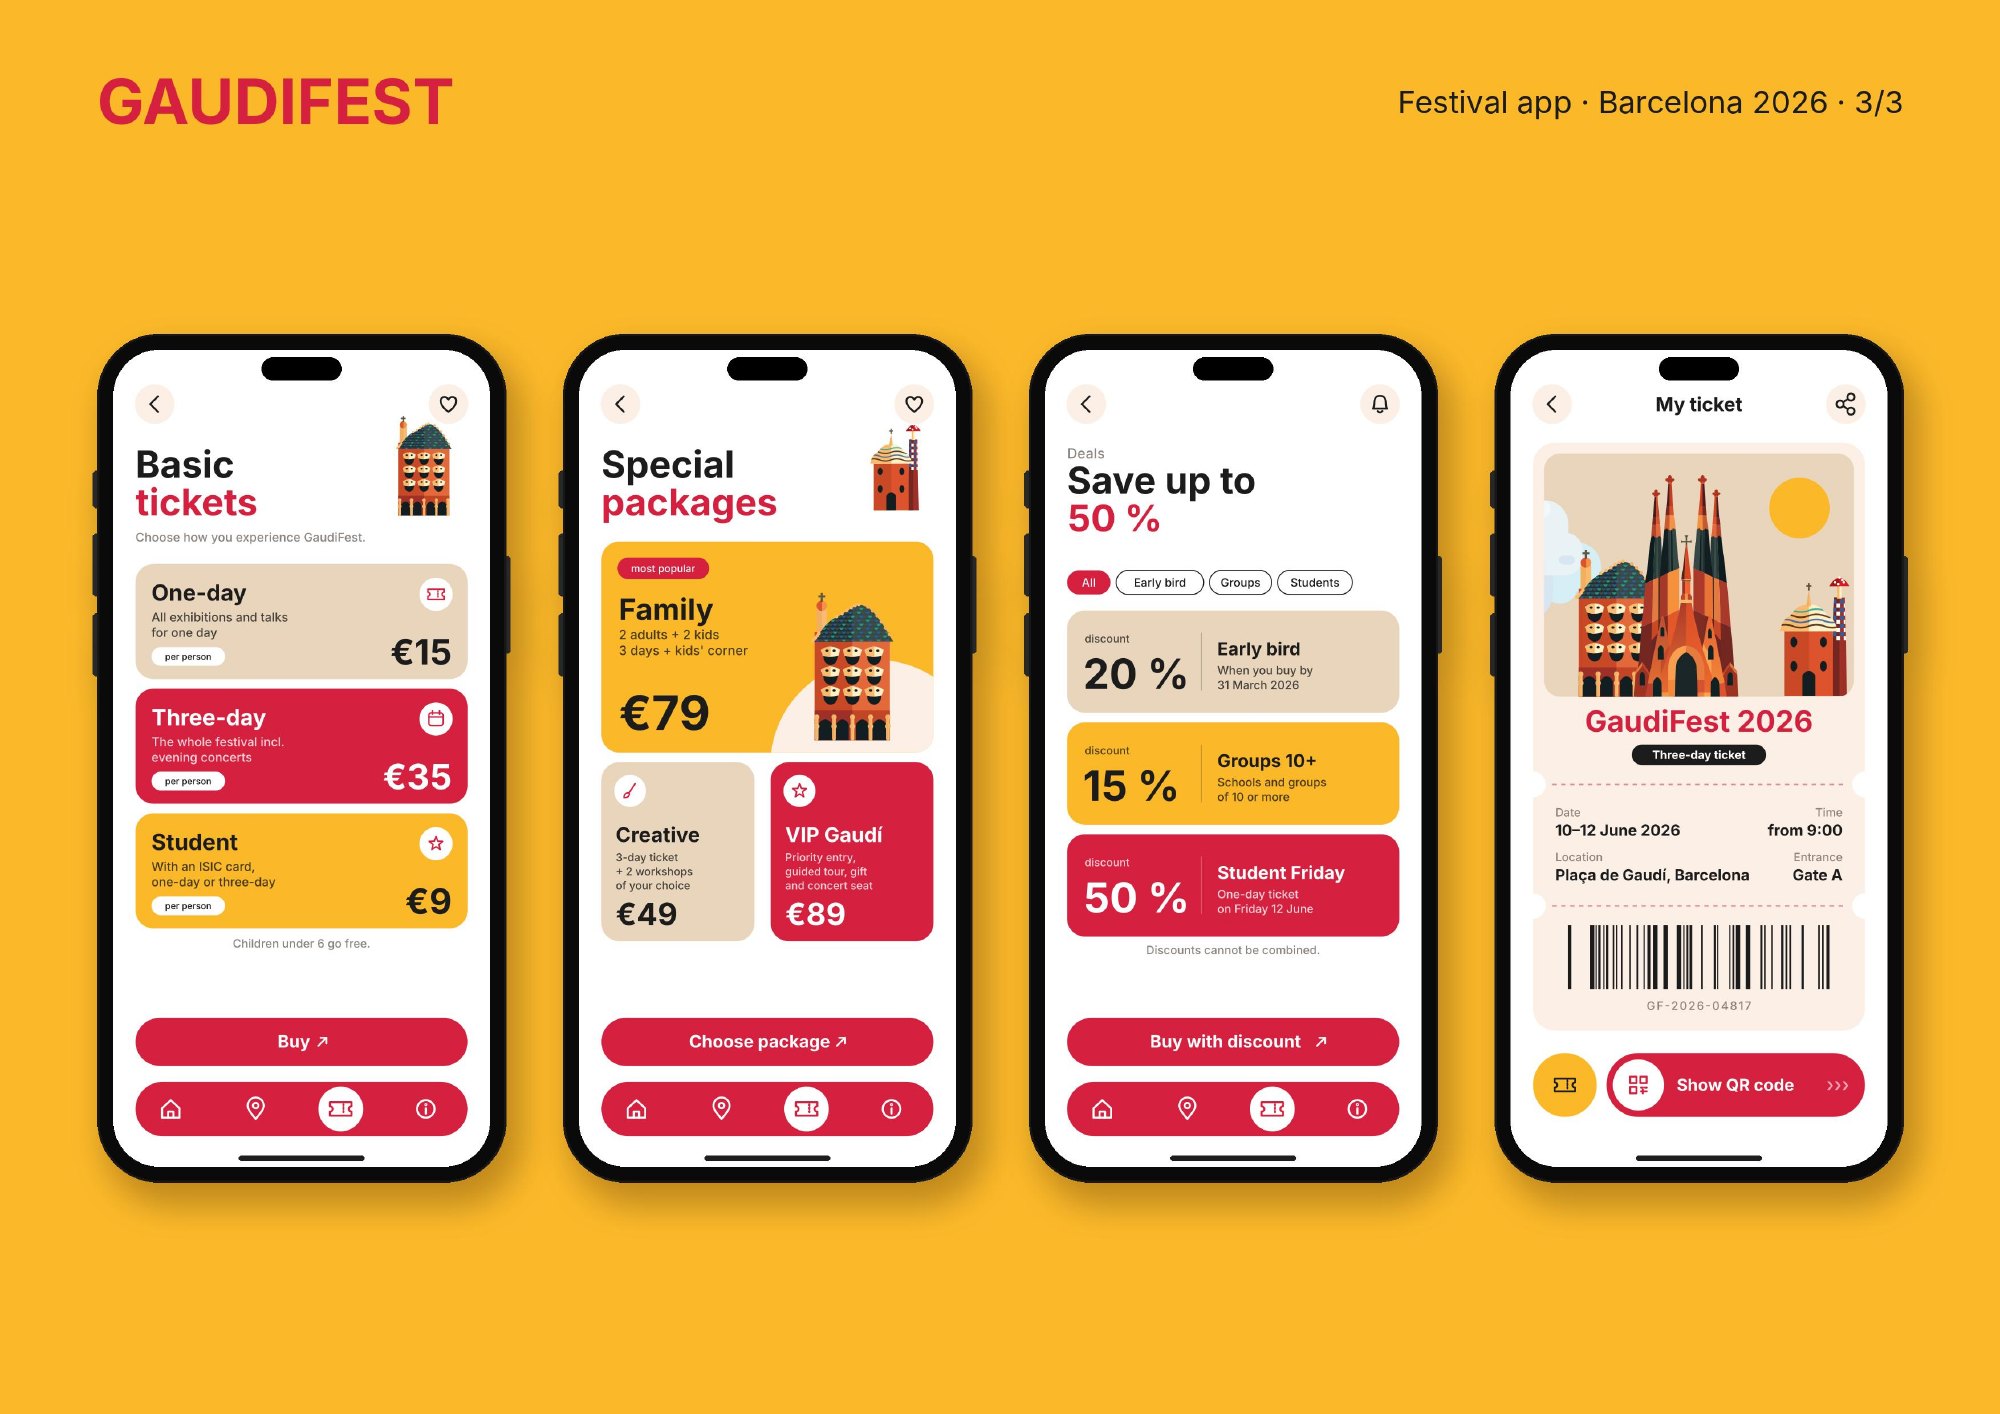 GAUDIFEST
Festival app · Barcelona 2026 · 3/3
Basic
tickets
Choose how you experience GaudiFest.
One-day
All exhibitions and talks
for one day
per person
€15
Three-day
The whole festival incl.
evening concerts
per person
€35
Student
With an ISIC card,
one-day or three-day
per person
€9
Children under 6 go free.
Buy ↗
Special
packages
most popular
Family
2 adults + 2 kids
3 days + kids' corner
€79
Creative
3-day ticket
+ 2 workshops
of your choice
€49
VIP Gaudí
Priority entry,
guided tour, gift
and concert seat
€89
Choose package ↗
Deals
Save up to
50 %
All
Early bird
Groups
Students
discount
20 %
Early bird
When you buy by
31 March 2026
discount
15 %
Groups 10+
Schools and groups
of 10 or more
discount
50 %
Student Friday
One-day ticket
on Friday 12 June
Discounts cannot be combined.
Buy with discount ↗
My ticket
GaudiFest 2026
Three-day ticket
Date
Time
10–12 June 2026
from 9:00
Location
Entrance
Plaça de Gaudí, Barcelona
Gate A
GF-2026-04817
Show QR code ›››